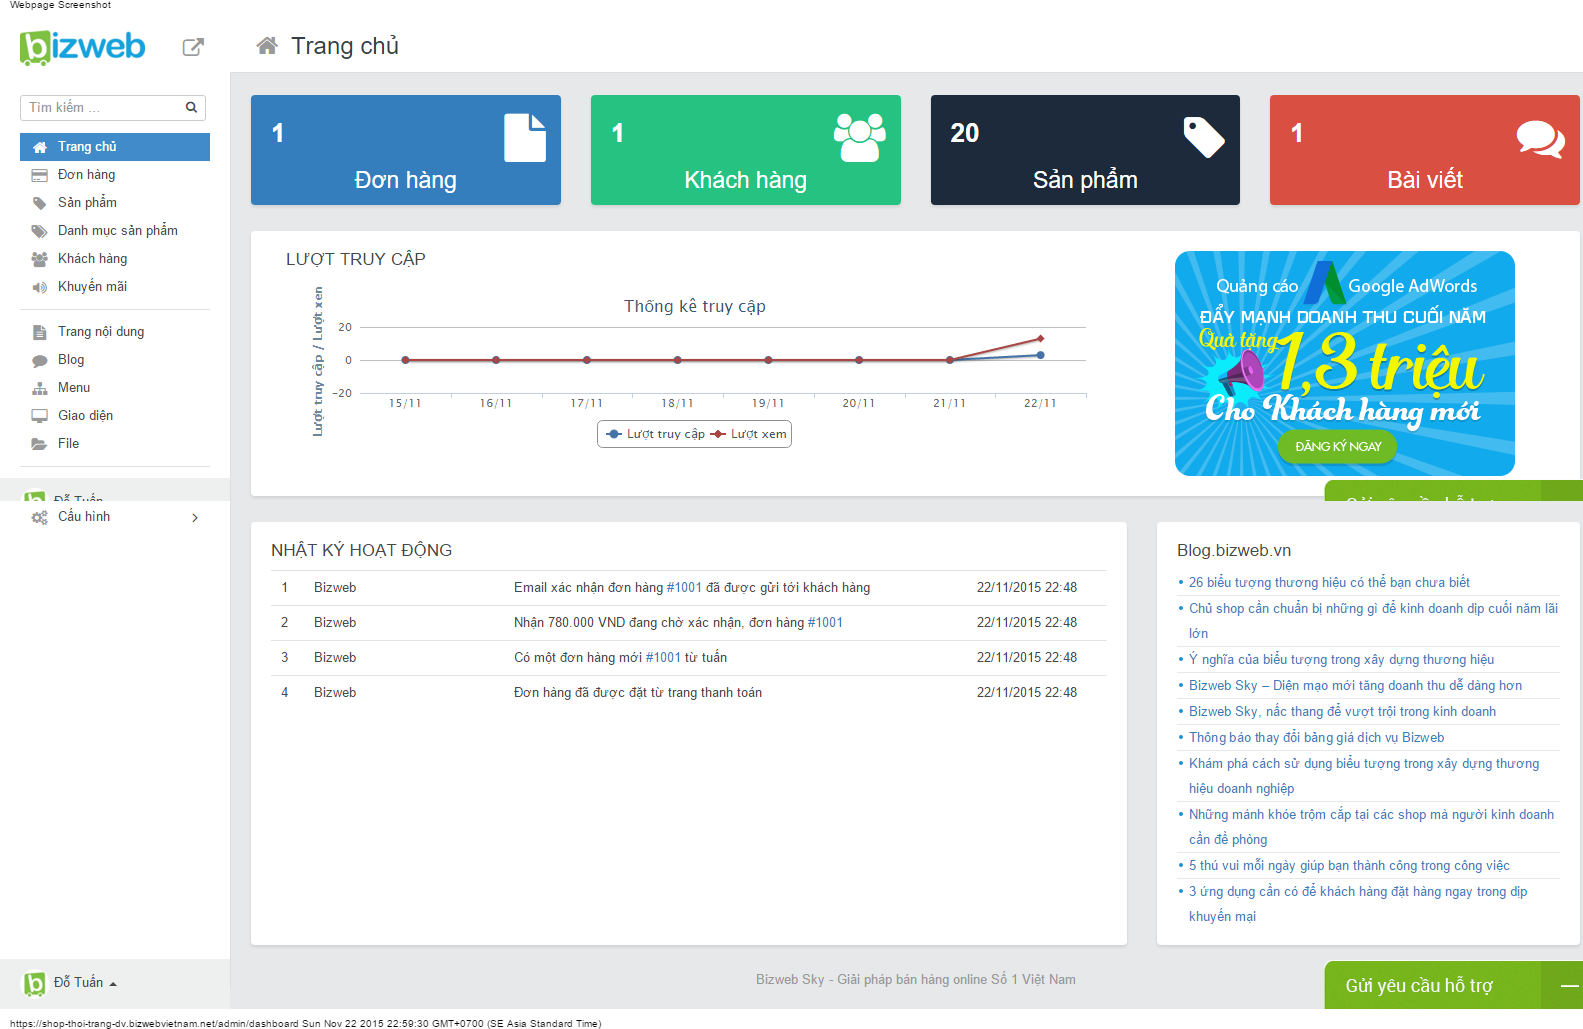 Webpage Screenshot
bizweb
Trang chủ
Tìm kiếm ...
Trang chủ
Đơn hàng
Sản phẩm
Danh mục sản phẩm
Khách hàng
Khuyến mãi
Trang nội dung
Blog
Menu
Giao diện
File
Đỗ Tuấn
Cấu hình
1
Đơn hàng
1
Khách hàng
20
Sản phẩm
1
Bài viết
LƯỢT TRUY CẬP
Thống kê truy cập
Lượt truy cập / Lượt xen
20
0
-20
15/11
16/11
17/11
18/11
19/11
20/11
21/11
22/11
Lượt truy cập
Lượt xem
Quảng cáo Google AdWords
ĐẨY MẠNH DOANH THU CUỐI NĂM
Quà tặng 1,3 triệu
Cho Khách hàng mới
ĐĂNG KÝ NGAY
Gửi yêu cầu hỗ trợ
NHẬT KÝ HOẠT ĐỘNG
1 Bizweb Email xác nhận đơn hàng #1001 đã được gửi tới khách hàng 22/11/2015 22:48
2 Bizweb Nhận 780.000 VND đang chờ xác nhận, đơn hàng #1001 22/11/2015 22:48
3 Bizweb Có một đơn hàng mới #1001 từ tuấn 22/11/2015 22:48
4 Bizweb Đơn hàng đã được đặt từ trang thanh toán 22/11/2015 22:48
Blog.bizweb.vn
• 26 biểu tượng thương hiệu có thể bạn chưa biết
• Chủ shop cần chuẩn bị những gì để kinh doanh dịp cuối năm lãi
lớn
• Ý nghĩa của biểu tượng trong xây dựng thương hiệu
• Bizweb Sky – Diện mạo mới tăng doanh thu dễ dàng hơn
• Bizweb Sky, nấc thang để vượt trội trong kinh doanh
• Thông báo thay đổi bảng giá dịch vụ Bizweb
• Khám phá cách sử dụng biểu tượng trong xây dựng thương
hiệu doanh nghiệp
• Những mánh khóe trộm cắp tại các shop mà người kinh doanh
cần đề phòng
• 5 thú vui mỗi ngày giúp bạn thành công trong công việc
• 3 ứng dụng cần có để khách hàng đặt hàng ngay trong dịp
khuyến mại
Đỗ Tuấn
Bizweb Sky - Giải pháp bán hàng online Số 1 Việt Nam
Gửi yêu cầu hỗ trợ
https://shop-thoi-trang-dv.bizwebvietnam.net/admin/dashboard Sun Nov 22 2015 22:59:30 GMT+0700 (SE Asia Standard Time)